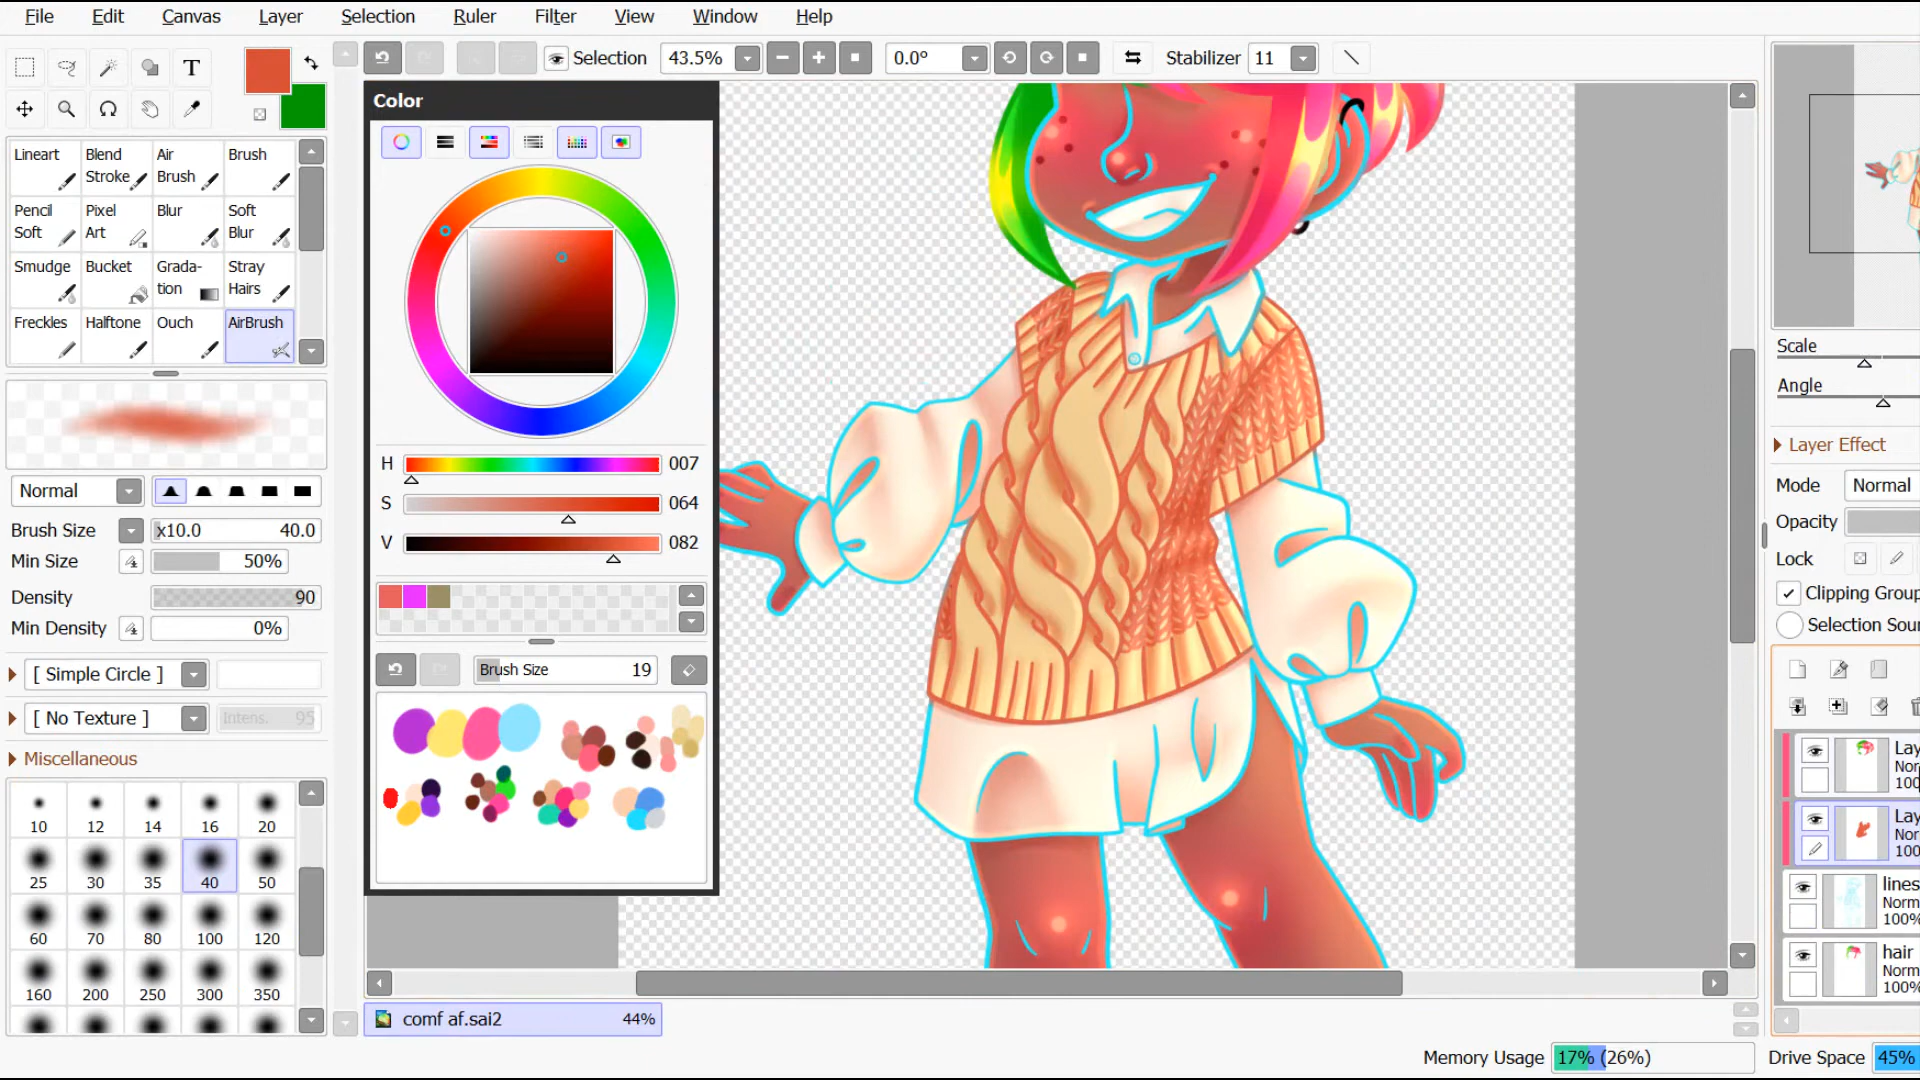 File Edit Canvas Layer Selection Ruler Filter View Window Help
Selection 43.5% 0.0° Stabilizer 11
T
Color
Lineart Blend Stroke Air Brush Brush
Pencil Soft Pixel Art Blur Soft Blur
Smudge Bucket Grada-tion Stray Hairs
Freckles Halftone Ouch AirBrush
Normal
Brush Size x10.0 40.0
Min Size 50%
Density 90
Min Density 0%
[ Simple Circle ]
[ No Texture ] Intens. 95
Miscellaneous
10 12 14 16 20
25 30 35 40 50
60 70 80 100 120
160 200 250 300 350
H 007
S 064
V 082
Brush Size 19
comf af.sai2 44%
Scale
Angle
Layer Effect
Mode Normal
Opacity
Lock
Clipping Group
Selection Sou
Lay
Nor
100
Lay
Nor
100
lines
Norm
100%
hair
Norm
100%
Memory Usage 17% (26%) Drive Space 45%